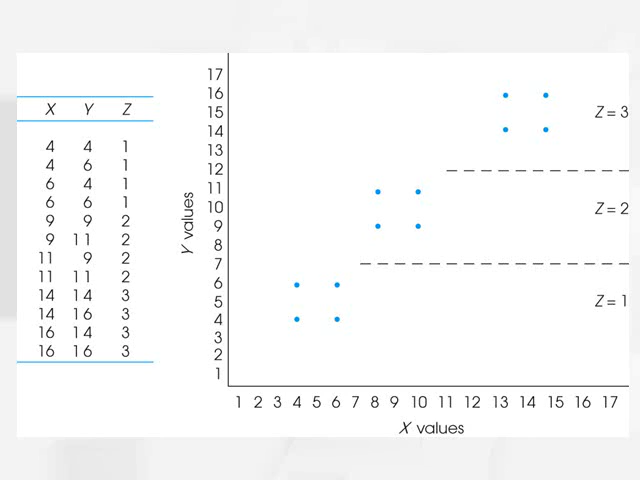 X Y Z
4 4 1
4 6 1
6 4 1
6 6 1
9 9 2
9 11 2
11 9 2
11 11 2
14 14 3
14 16 3
16 14 3
16 16 3
Y values
17
16
15
14
13
12
11
10
9
8
7
6
5
4
3
2
1
Z = 3
Z = 2
Z = 1
1 2 3 4 5 6 7 8 9 10 11 12 13 14 15 16 17
X values